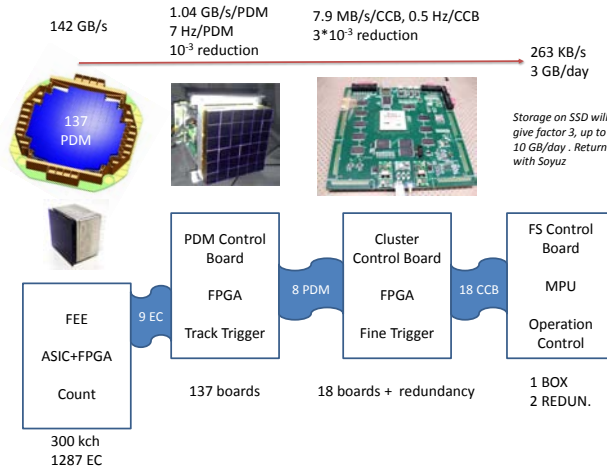 142 GB/s
1.04 GB/s/PDM
7 Hz/PDM
10⁻³ reduction
7.9 MB/s/CCB, 0.5 Hz/CCB
3*10⁻³ reduction
263 KB/s
3 GB/day
137
PDM
Storage on SSD will
give factor 3, up to
10 GB/day . Return
with Soyuz
FEE
ASIC+FPGA
Count
9 EC
PDM Control
Board
FPGA
Track Trigger
8 PDM
Cluster
Control Board
FPGA
Fine Trigger
18 CCB
FS Control
Board
MPU
Operation
Control
300 kch
1287 EC
137 boards
18 boards + redundancy
1 BOX
2 REDUN.